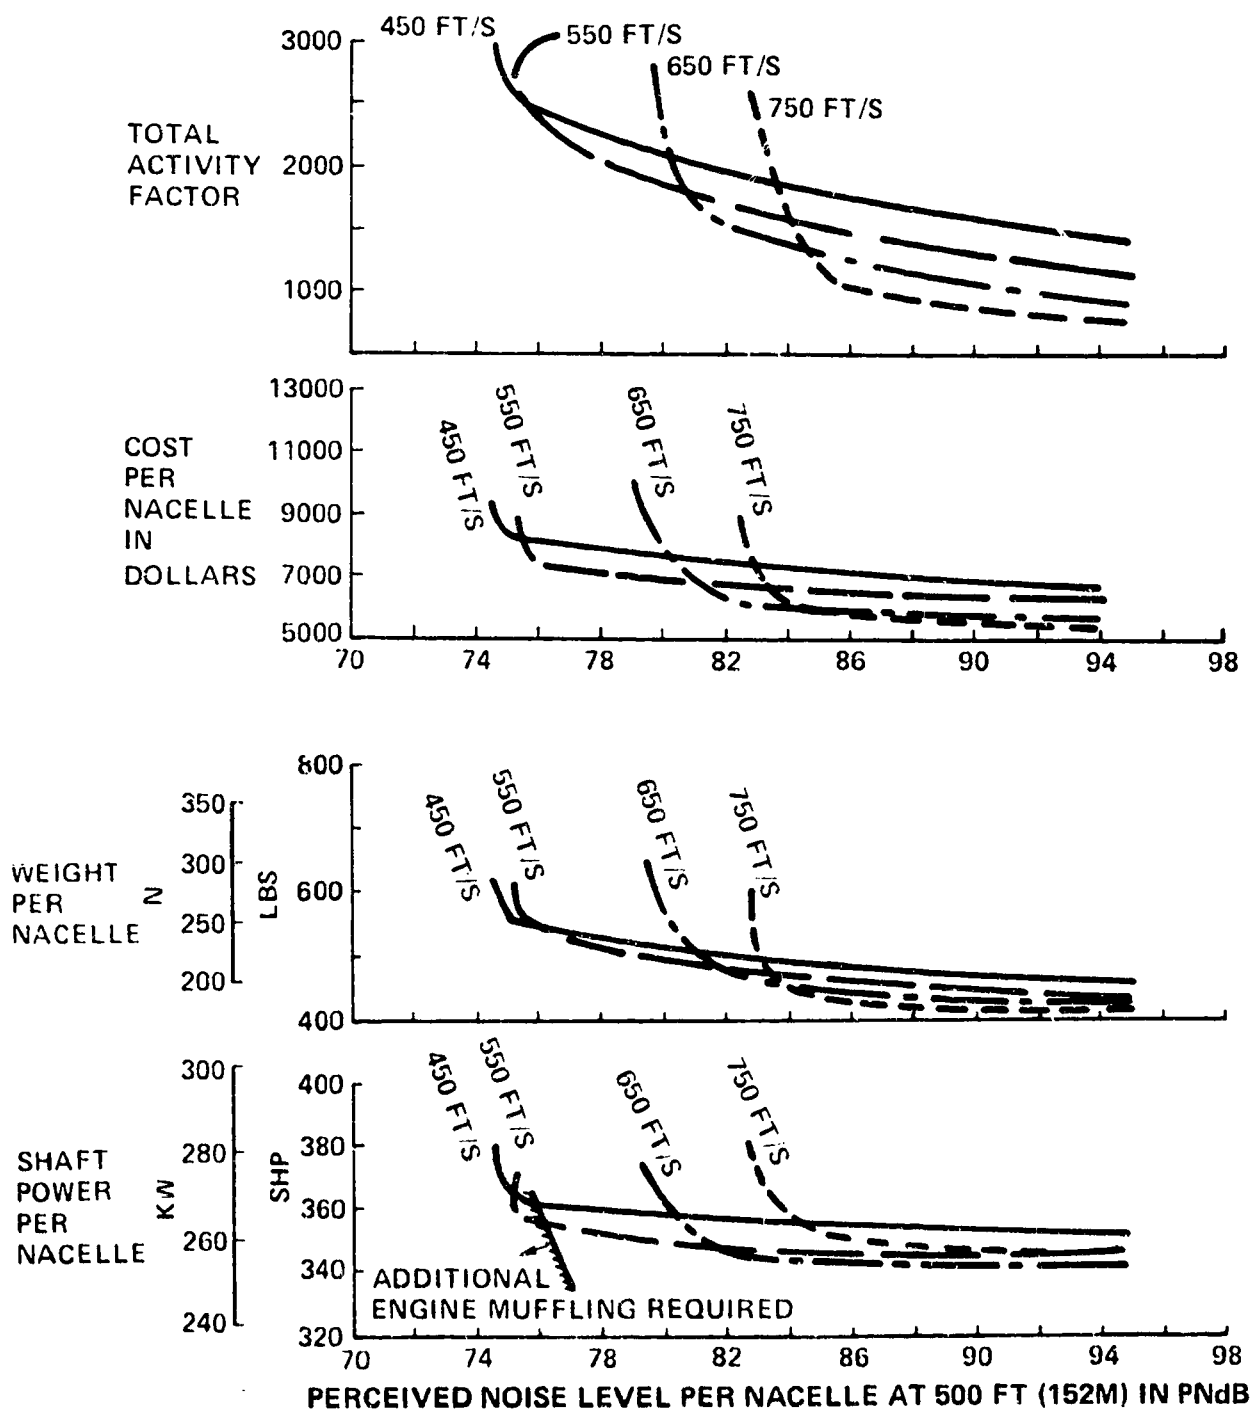 450 FT/S
550 FT/S
650 FT/S
750 FT/S
3000
2000
1000
TOTAL
ACTIVITY
FACTOR
13000
11000
9000
7000
5000
COST
PER
NACELLE
IN
DOLLARS
450 FT/S
550 FT/S
650 FT/S
750 FT/S
70 74 78 82 86 90 94 98
800
600
400
LBS
350
300
250
200
N
WEIGHT
PER
NACELLE
450 FT/S
550 FT/S
650 FT/S
750 FT/S
400
380
360
340
320
SHP
300
280
260
240
KW
SHAFT
POWER
PER
NACELLE
450 FT/S
550 FT/S
650 FT/S
750 FT/S
ADDITIONAL
ENGINE MUFFLING REQUIRED
70 74 78 82 86 90 94 98
PERCEIVED NOISE LEVEL PER NACELLE AT 500 FT (152M) IN PNdB